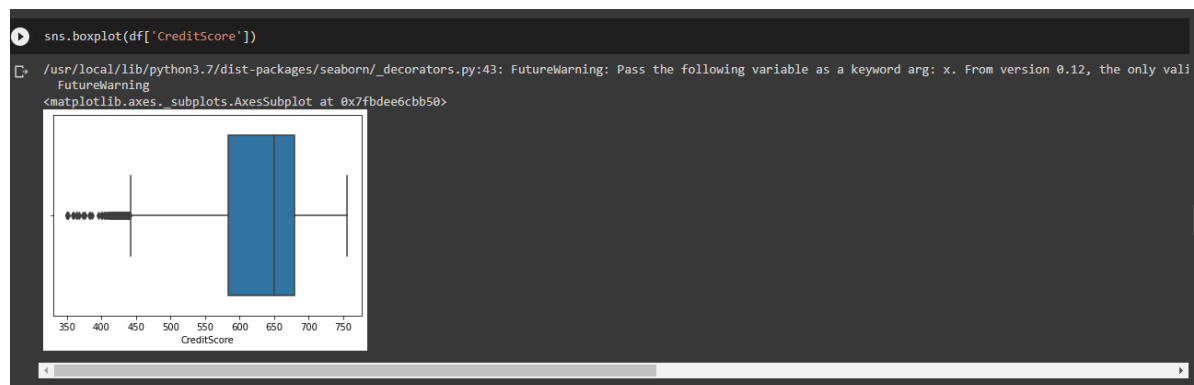 sns.boxplot(df['CreditScore'])
/usr/local/lib/python3.7/dist-packages/seaborn/_decorators.py:43: FutureWarning: Pass the following variable as a keyword arg: x. From version 0.12, the only vali
FutureWarning
<matplotlib.axes._subplots.AxesSubplot at 0x7fbdee6cbb50>
350 400 450 500 550 600 650 700 750
CreditScore